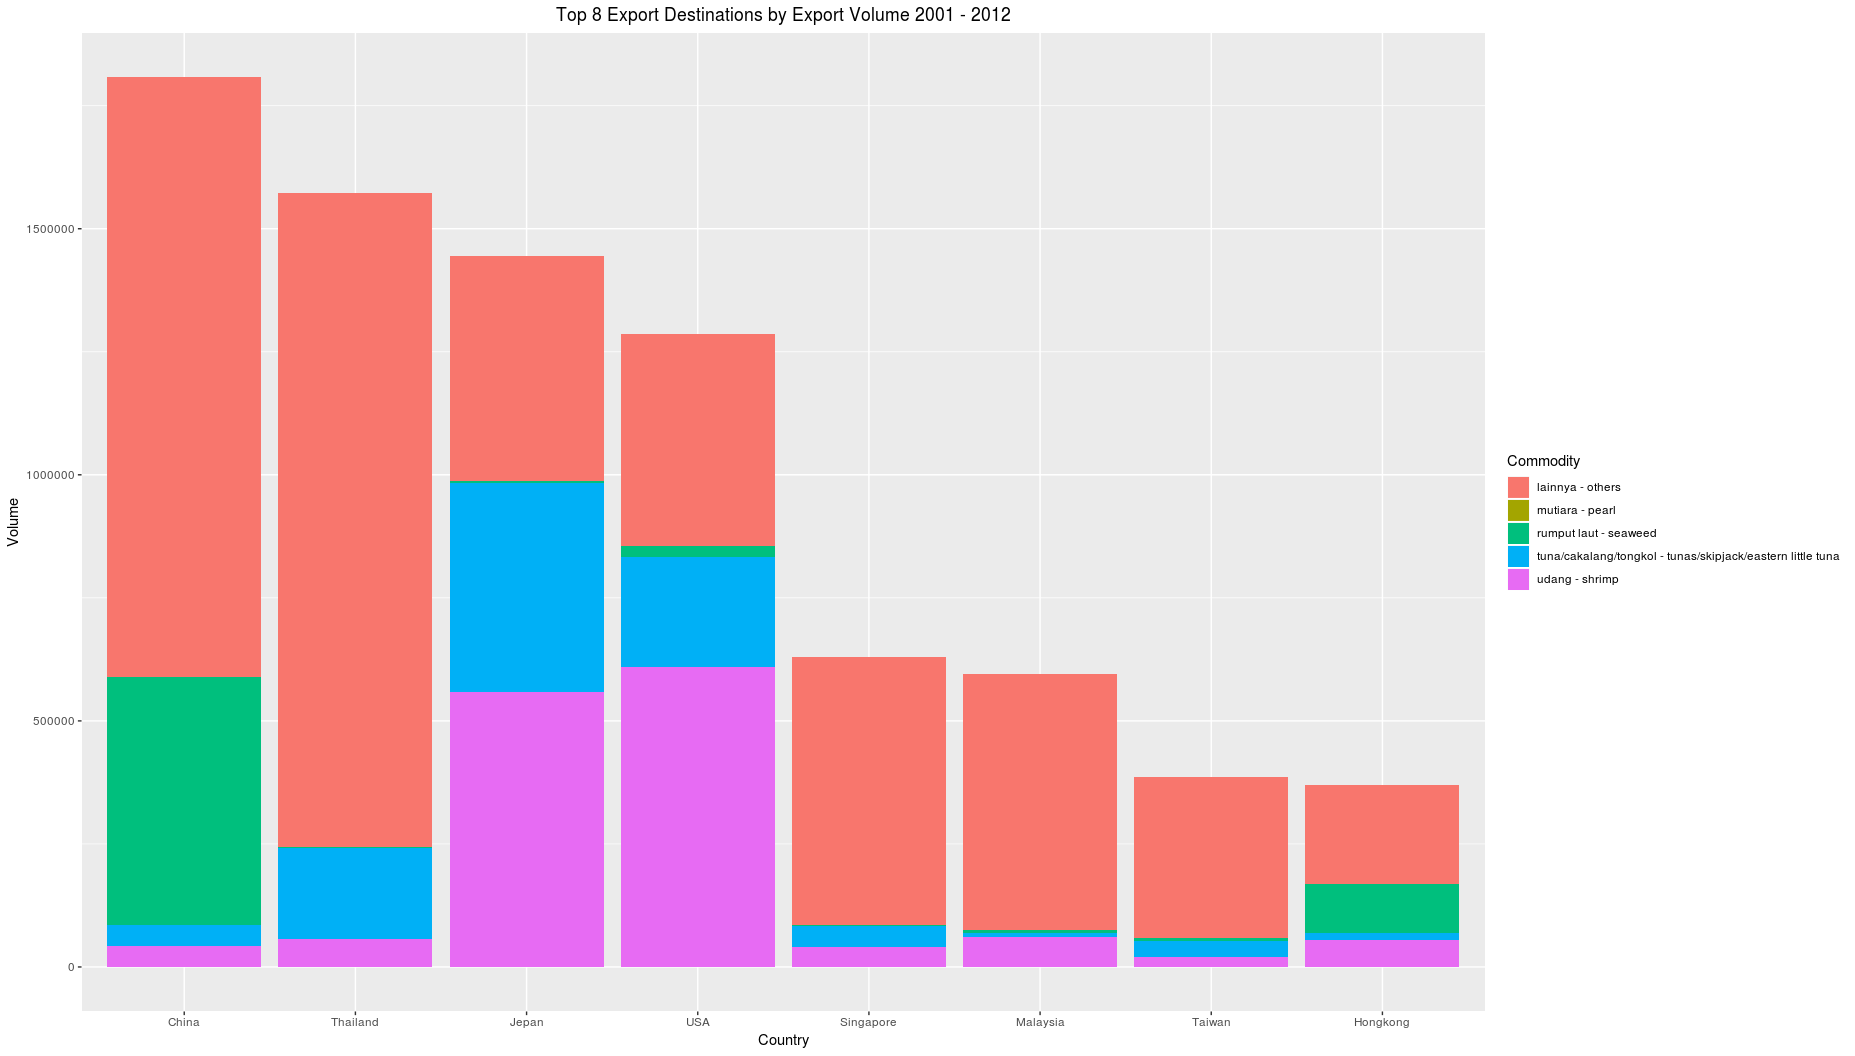 Top 8 Export Destinations by Export Volume 2001 - 2012
Volume
1500000
1000000
500000
0
China
Thailand
Jepan
USA
Singapore
Malaysia
Taiwan
Hongkong
Country
Commodity
lainnya - others
mutiara - pearl
rumput laut - seaweed
tuna/cakalang/tongkol - tunas/skipjack/eastern little tuna
udang - shrimp